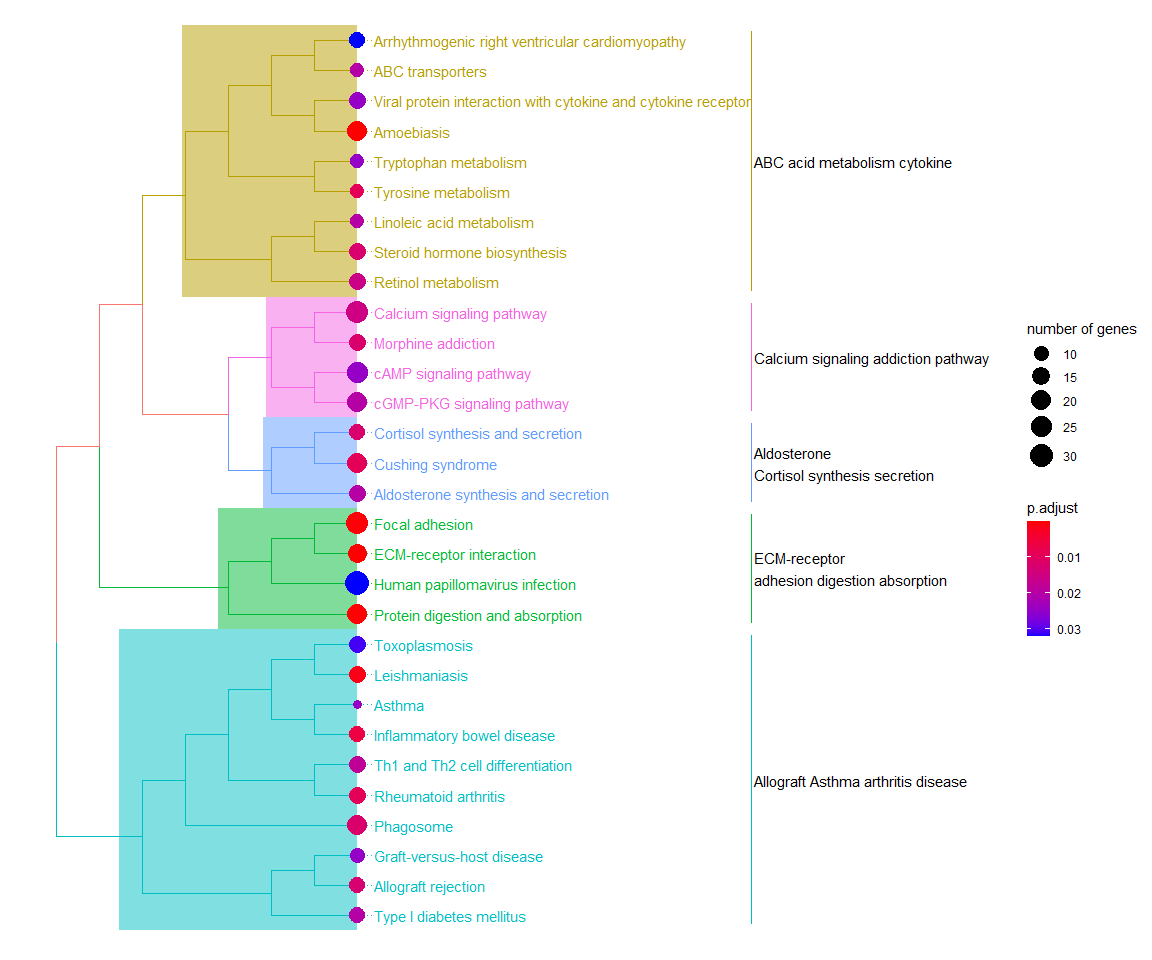 Arrhythmogenic right ventricular cardiomyopathy
ABC transporters
Viral protein interaction with cytokine and cytokine receptor
Amoebiasis
Tryptophan metabolism
Tyrosine metabolism
Linoleic acid metabolism
Steroid hormone biosynthesis
Retinol metabolism
Calcium signaling pathway
Morphine addiction
cAMP signaling pathway
cGMP-PKG signaling pathway
Cortisol synthesis and secretion
Cushing syndrome
Aldosterone synthesis and secretion
Focal adhesion
ECM-receptor interaction
Human papillomavirus infection
Protein digestion and absorption
Toxoplasmosis
Leishmaniasis
Asthma
Inflammatory bowel disease
Th1 and Th2 cell differentiation
Rheumatoid arthritis
Phagosome
Graft-versus-host disease
Allograft rejection
Type I diabetes mellitus
ABC acid metabolism cytokine
Calcium signaling addiction pathway
Aldosterone
Cortisol synthesis secretion
ECM-receptor
adhesion digestion absorption
Allograft Asthma arthritis disease
number of genes
10
15
20
25
30
p.adjust
0.01
0.02
0.03